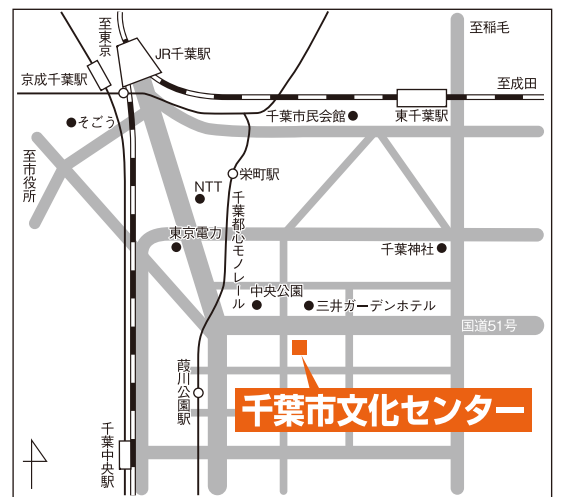 至東京
JR千葉駅
至稲毛
京成千葉駅
至成田
そごう
千葉市民会館
東千葉駅
至市役所
栄町駅
NTT
千葉都心モノレール
東京電力
千葉神社
中央公園
三井ガーデンホテル
国道51号
葭川公園駅
千葉市文化センター
千葉中央駅